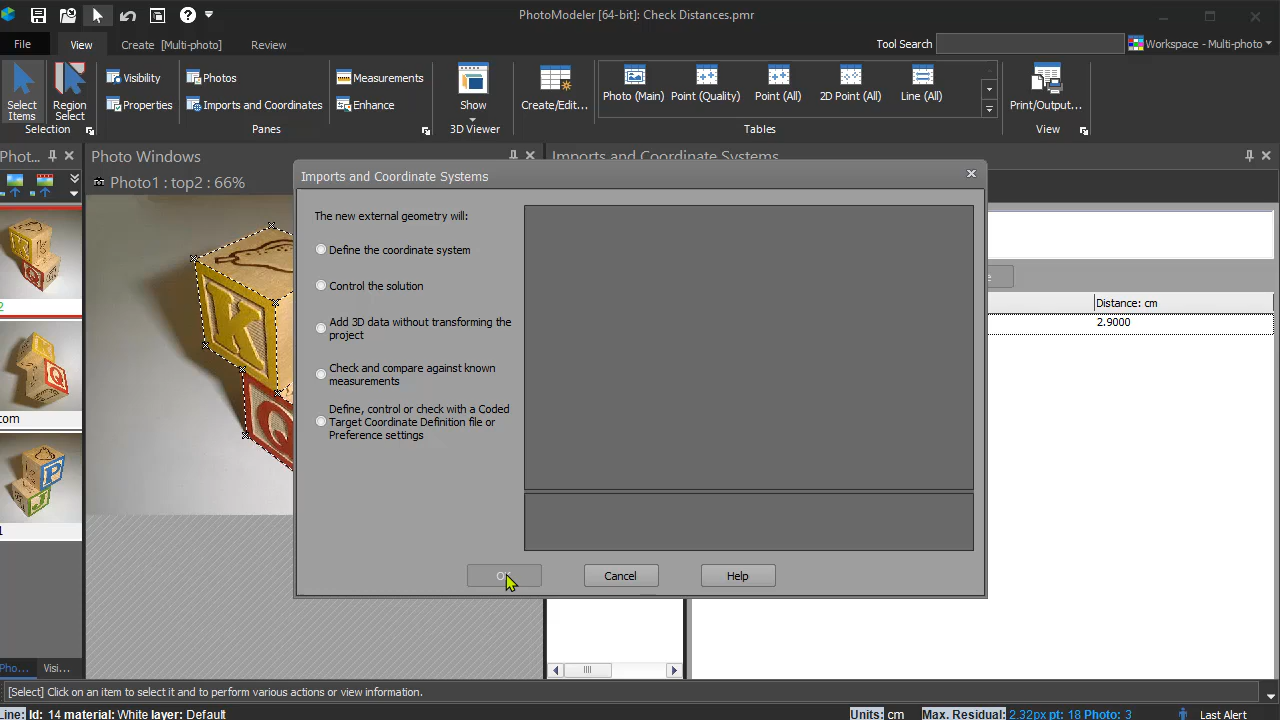 PhotoModeler [64-bit]: Check Distances.pmr
File View Create [Multi-photo] Review Tool Search Workspace - Multi-photo
Visibility Photos Measurements
Properties Imports and Coordinates Enhance
Select Items
Region Select
Show
Create/Edit...
Photo (Main) Point (Quality) Point (All) 2D Point (All) Line (All)
Print/Output...
Selection Panes 3D Viewer Tables View
Phot... Photo Windows Imports and Coordinate Systems
Photo1 : top2 : 66%
Imports and Coordinate Systems
The new external geometry will:
Define the coordinate system
Control the solution
Add 3D data without transforming the
project
Check and compare against known
measurements
Define, control or check with a Coded
Target Coordinate Definition file or
Preference settings
OK Cancel Help
Distance: cm
2.9000
K
Q
2
Q
om
P
J
1
Pho... Visi...
[Select] Click on an item to select it and to perform various actions or view information.
Line: Id: 14 material: White layer: Default Units: cm Max. Residual: 2.32px pt: 18 Photo: 3 Last Alert